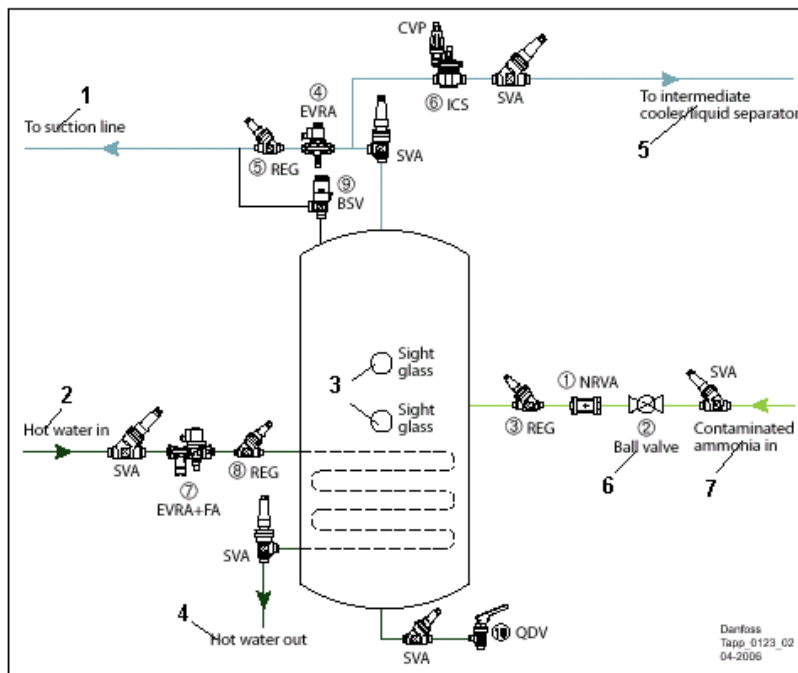 CVP
1
④
EVRA
⑥ ICS
SVA
To suction line
To intermediate
cooler/liquid separator
5
⑤ REG
SVA
⑨
BSV
3
Sight
glass
Sight
glass
① NRVA
SVA
2
Hot water in
③ REG
②
Ball valve
Contaminated
ammonia in
6
7
SVA
⑧ REG
⑦
EVRA+FA
SVA
4
Hot water out
⑩ QDV
SVA
Danfoss
Tapp_0123_02
04-2006